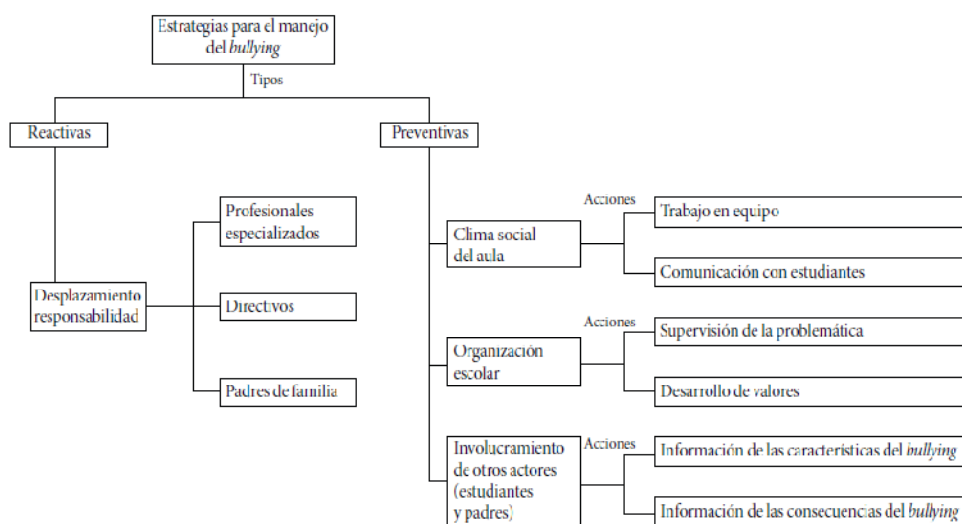 Estrategias para el manejo
del bullying
Tipos
Reactivas
Preventivas
Desplazamiento
responsabilidad
Profesionales
especializados
Directivos
Padres de familia
Clima social
del aula
Acciones
Trabajo en equipo
Comunicación con estudiantes
Organización
escolar
Acciones
Supervisión de la problemática
Desarrollo de valores
Involucramiento
de otros actores
(estudiantes
y padres)
Acciones
Información de las características del bullying
Información de las consecuencias del bullying